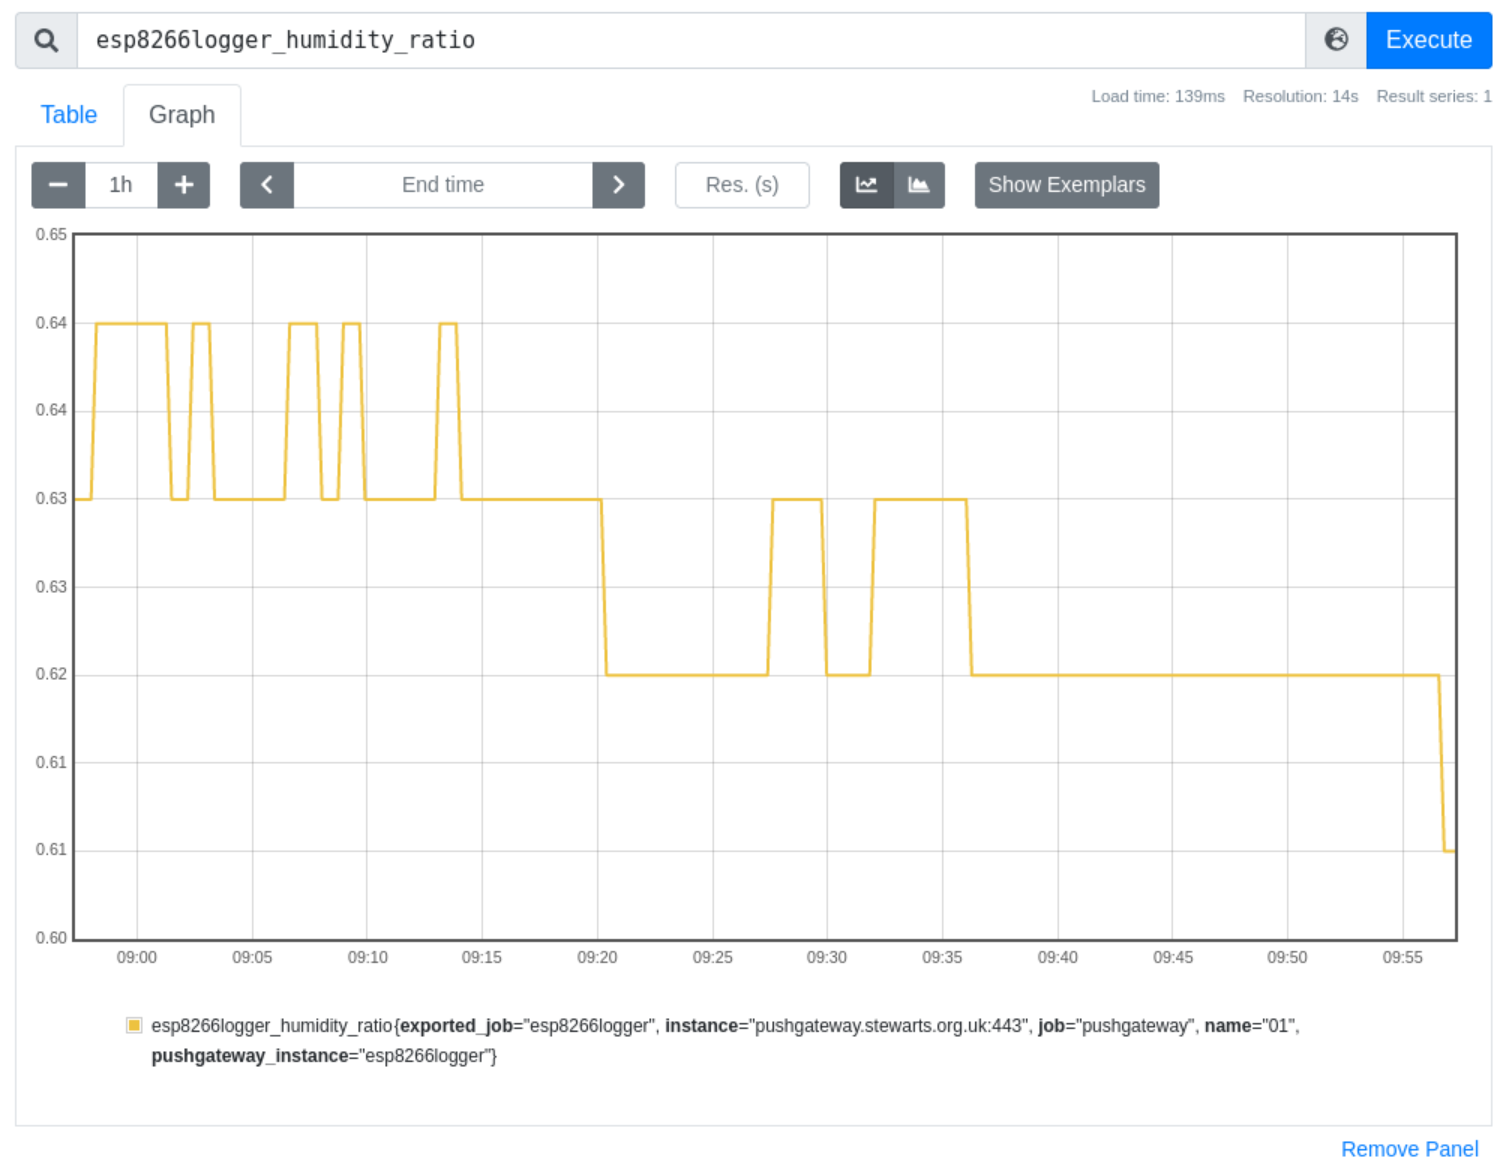 esp8266logger_humidity_ratio
Execute
Table
Graph
Load time: 139ms Resolution: 14s Result series: 1
1h
End time
Res. (s)
Show Exemplars
0.65
0.64
0.64
0.63
0.63
0.62
0.61
0.61
0.60
09:00 09:05 09:10 09:15 09:20 09:25 09:30 09:35 09:40 09:45 09:50 09:55
esp8266logger_humidity_ratio{exported_job="esp8266logger", instance="pushgateway.stewarts.org.uk:443", job="pushgateway", name="01",
pushgateway_instance="esp8266logger"}
Remove Panel